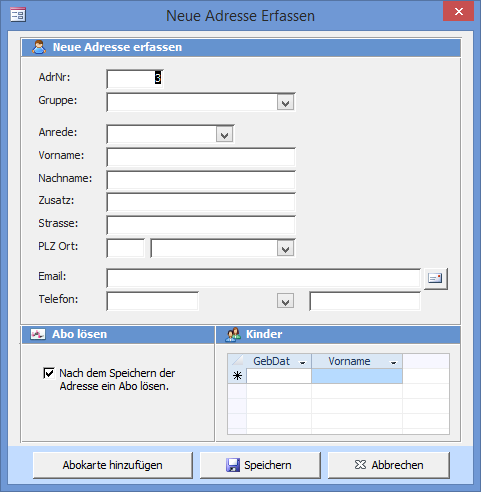 Neue Adresse Erfassen
Neue Adresse erfassen
AdrNr: 3
Gruppe:
Anrede:
Vorname:
Nachname:
Zusatz:
Strasse:
PLZ Ort:
Email:
Telefon:
Abo lösen
Nach dem Speichern der
Adresse ein Abo lösen.
Kinder
GebDat Vorname
Abokarte hinzufügen Speichern Abbrechen